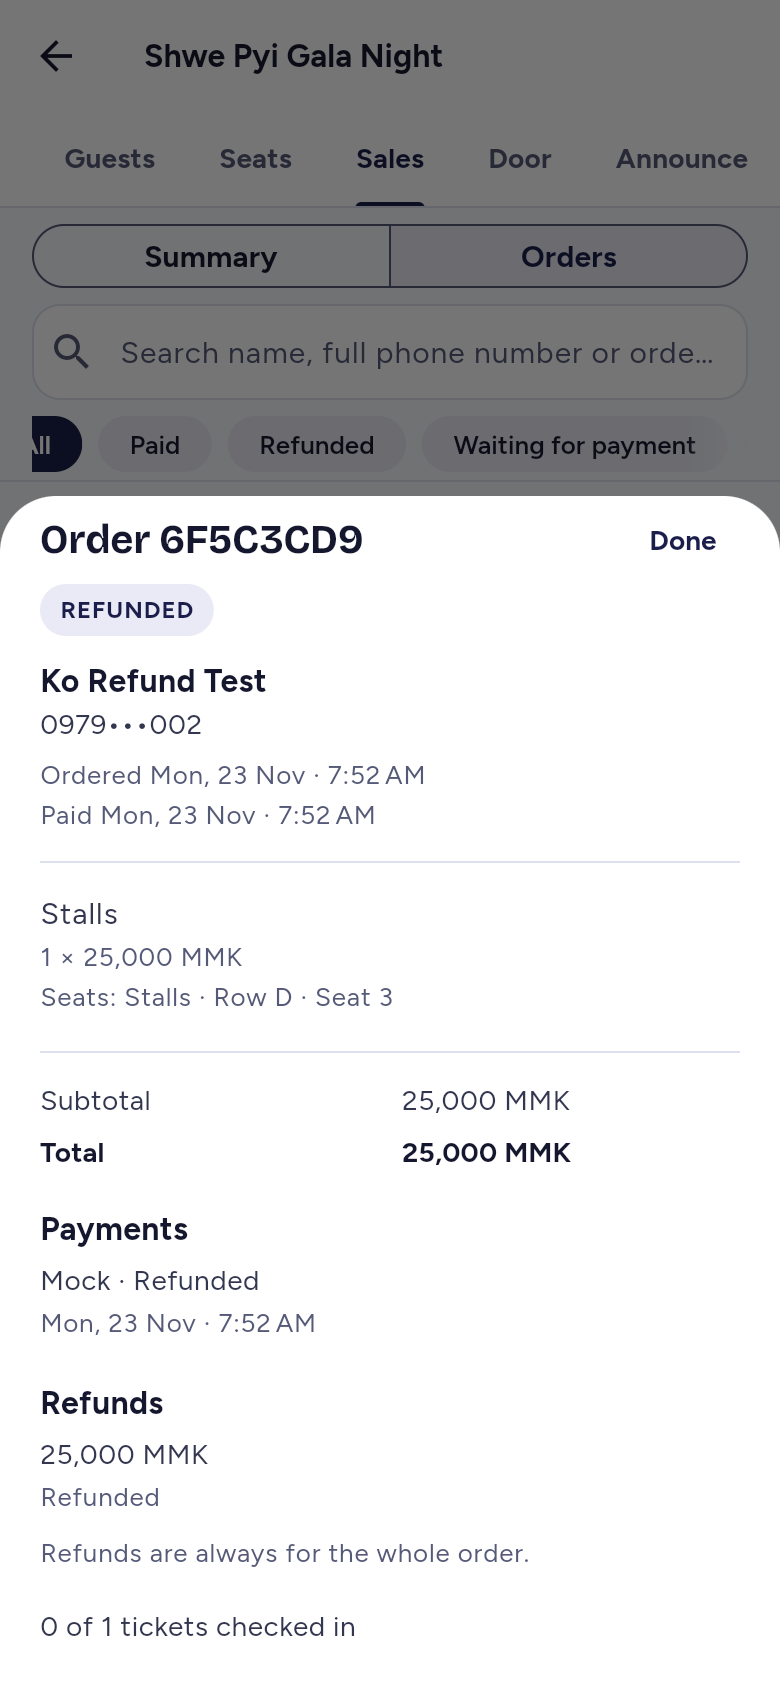 Shwe Pyi Gala Night
Guests Seats Sales Door Announce
Summary Orders
Search name, full phone number or orde...
All Paid Refunded Waiting for payment
Order 6F5C3CD9 Done
REFUNDED
Ko Refund Test
0979•••002
Ordered Mon, 23 Nov · 7:52 AM
Paid Mon, 23 Nov · 7:52 AM
Stalls
1 × 25,000 MMK
Seats: Stalls · Row D · Seat 3
Subtotal 25,000 MMK
Total 25,000 MMK
Payments
Mock · Refunded
Mon, 23 Nov · 7:52 AM
Refunds
25,000 MMK
Refunded
Refunds are always for the whole order.
0 of 1 tickets checked in